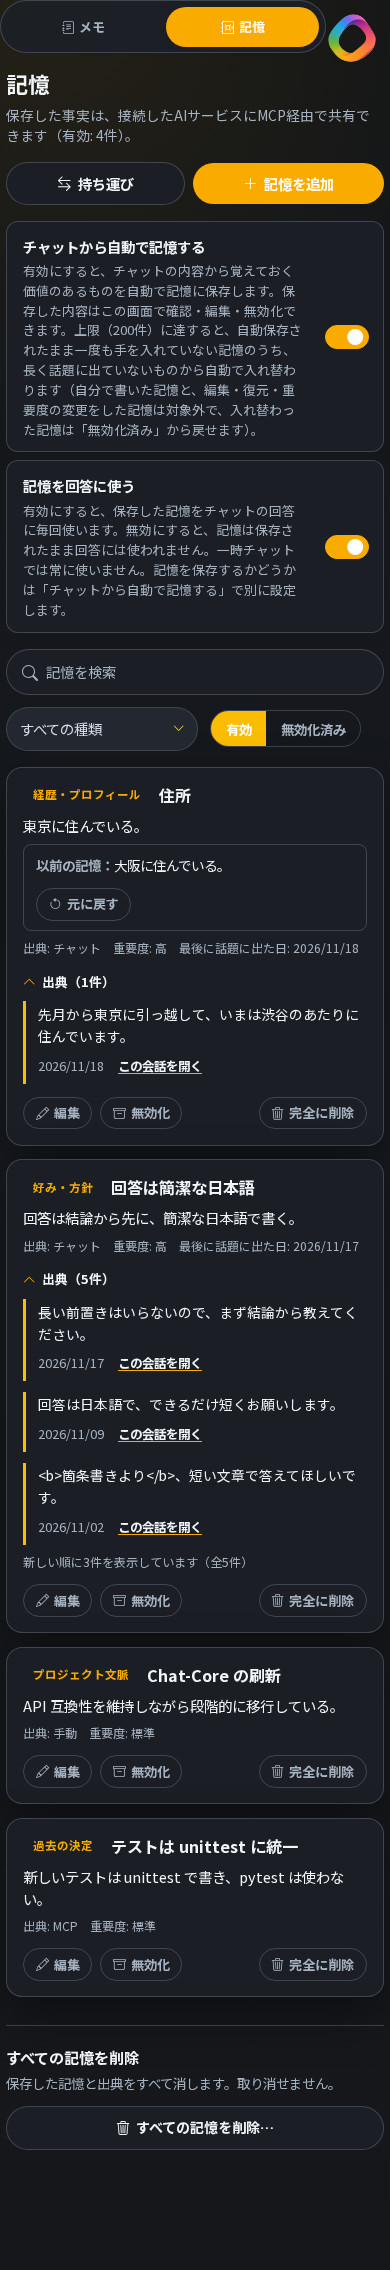 メモ
記憶
記憶
保存した事実は、接続したAIサービスにMCP経由で共有で
きます（有効: 4件）。
持ち運び
記憶を追加
チャットから自動で記憶する
有効にすると、チャットの内容から覚えておく
価値のあるものを自動で記憶に保存します。保
存した内容はこの画面で確認・編集・無効化で
きます。上限（200件）に達すると、自動保存さ
れたまま一度も手を入れていない記憶のうち、
長く話題に出ていないものから自動で入れ替わ
ります（自分で書いた記憶と、編集・復元・重
要度の変更をした記憶は対象外で、入れ替わっ
た記憶は「無効化済み」から戻せます）。
記憶を回答に使う
有効にすると、保存した記憶をチャットの回答
に毎回使います。無効にすると、記憶は保存さ
れたまま回答には使われません。一時チャット
では常に使いません。記憶を保存するかどうか
は「チャットから自動で記憶する」で別に設定
します。
記憶を検索
すべての種類
有効
無効化済み
経歴・プロフィール 住所
東京に住んでいる。
以前の記憶：大阪に住んでいる。
元に戻す
出典: チャット 重要度: 高 最後に話題に出た日: 2026/11/18
出典（1件）
先月から東京に引っ越して、いまは渋谷のあたりに
住んでいます。
2026/11/18 この会話を開く
編集 無効化 完全に削除
好み・方針 回答は簡潔な日本語
回答は結論から先に、簡潔な日本語で書く。
出典: チャット 重要度: 高 最後に話題に出た日: 2026/11/17
出典（5件）
長い前置きはいらないので、まず結論から教えてく
ださい。
2026/11/17 この会話を開く
回答は日本語で、できるだけ短くお願いします。
2026/11/09 この会話を開く
<b>箇条書きより</b>、短い文章で答えてほしいで
す。
2026/11/02 この会話を開く
新しい順に3件を表示しています（全5件）
編集 無効化 完全に削除
プロジェクト文脈 Chat-Core の刷新
API 互換性を維持しながら段階的に移行している。
出典: 手動 重要度: 標準
編集 無効化 完全に削除
過去の決定 テストは unittest に統一
新しいテストは unittest で書き、pytest は使わな
い。
出典: MCP 重要度: 標準
編集 無効化 完全に削除
すべての記憶を削除
保存した記憶と出典をすべて消します。取り消せません。
すべての記憶を削除…